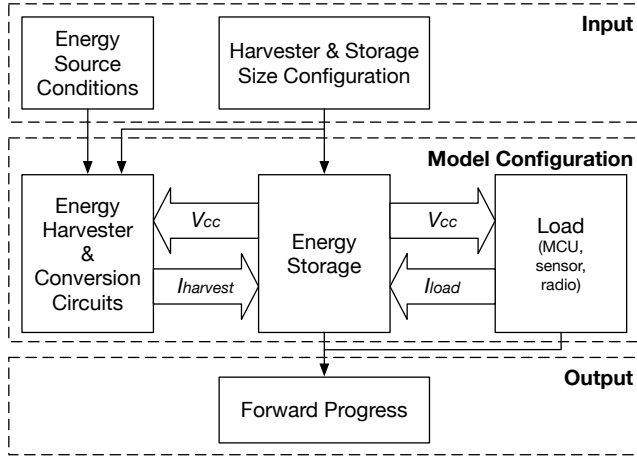 Input
Energy
Source
Conditions
Harvester & Storage
Size Configuration
Model Configuration
Energy
Harvester
&
Conversion
Circuits
Vcc
Iharvest
Energy
Storage
Vcc
Iload
Load
(MCU,
sensor,
radio)
Output
Forward Progress